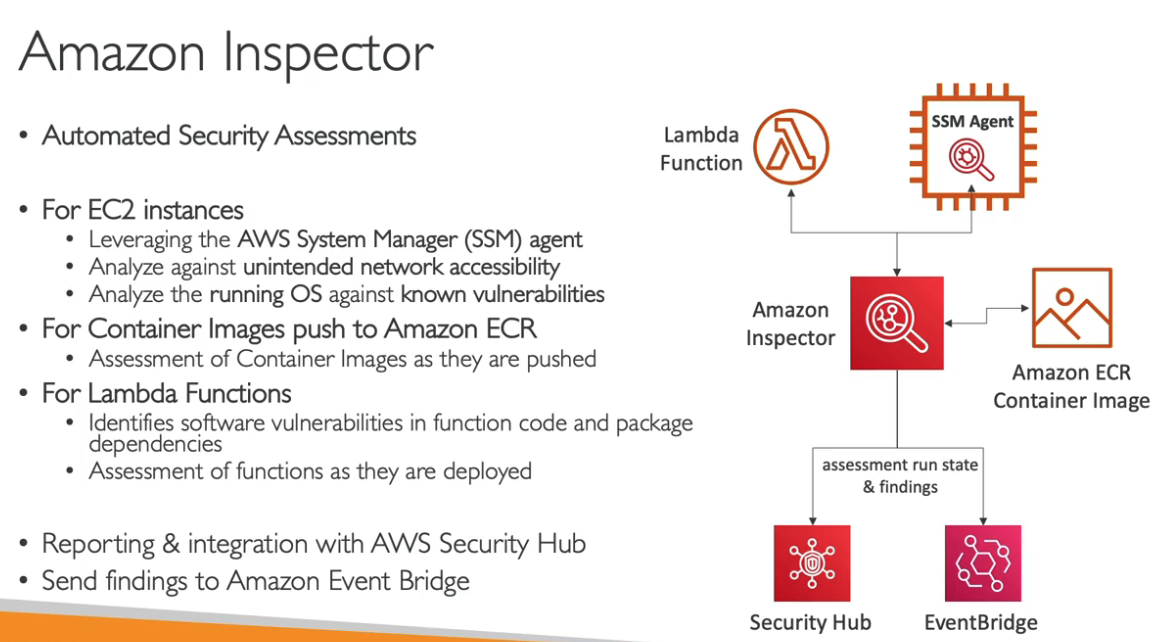 Amazon Inspector
• Automated Security Assessments
• For EC2 instances
• Leveraging the AWS System Manager (SSM) agent
• Analyze against unintended network accessibility
• Analyze the running OS against known vulnerabilities
• For Container Images push to Amazon ECR
• Assessment of Container Images as they are pushed
• For Lambda Functions
• Identifies software vulnerabilities in function code and package
dependencies
• Assessment of functions as they are deployed
• Reporting & integration with AWS Security Hub
• Send findings to Amazon Event Bridge
Lambda
Function
SSM Agent
Amazon
Inspector
Amazon ECR
Container Image
assessment run state
& findings
Security Hub
EventBridge